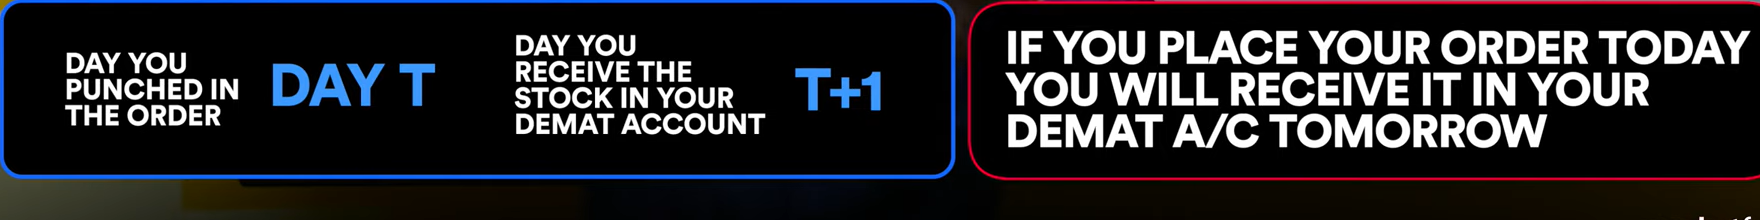 DAY YOU
PUNCHED IN
THE ORDER
DAY T
DAY YOU
RECEIVE THE
STOCK IN YOUR
DEMAT ACCOUNT
T+1
IF YOU PLACE YOUR ORDER TODAY
YOU WILL RECEIVE IT IN YOUR
DEMAT A/C TOMORROW